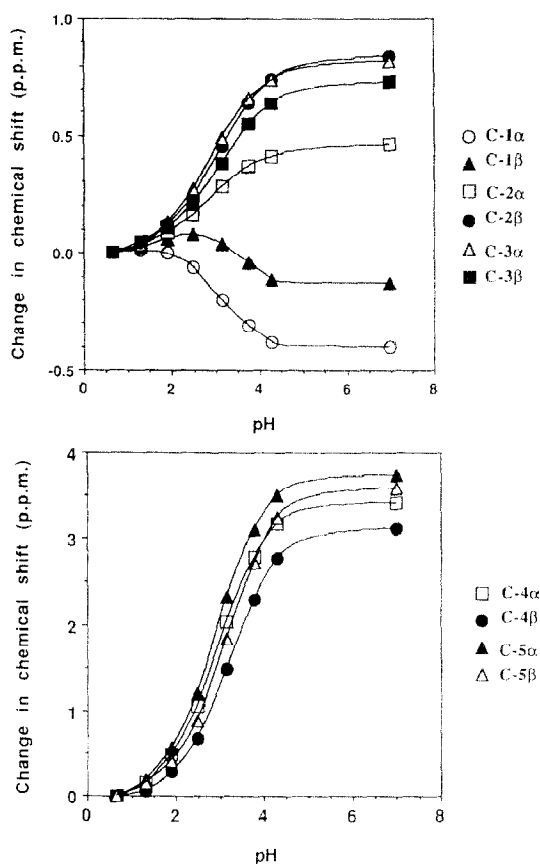 Change in chemical shift (p.p.m.)
1.0
0.5
0.0
-0.5
0
2
4
6
8
pH
C-1α
C-1β
C-2α
C-2β
C-3α
C-3β
Change in chemical shift (p.p.m.)
4
3
2
1
0
0
2
4
6
8
pH
C-4α
C-4β
C-5α
C-5β